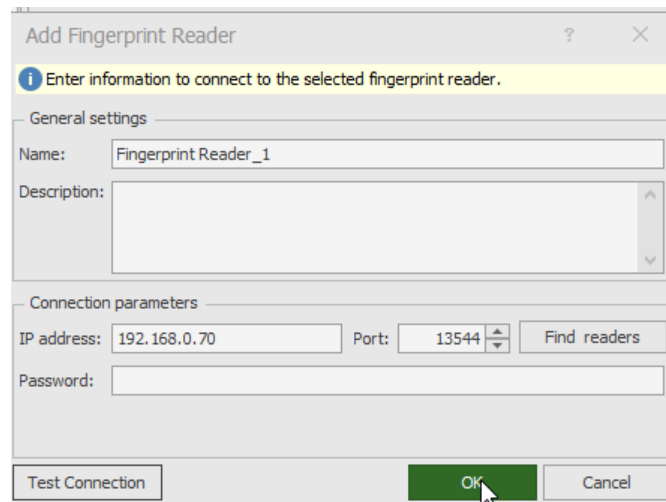 Add Fingerprint Reader ? ×
i Enter information to connect to the selected fingerprint reader.
General settings
Name: Fingerprint Reader_1
Description:
Connection parameters
IP address: 192.168.0.70 Port: 13544 Find readers
Password:
Test Connection OK Cancel